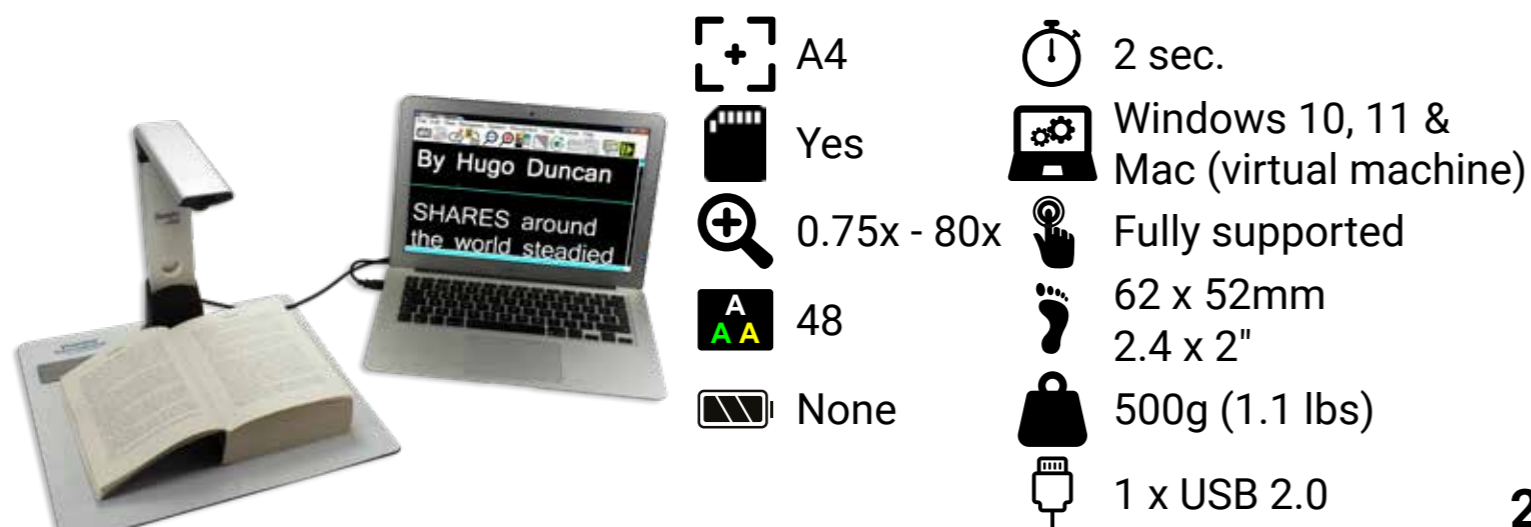 A4
Yes
0.75x - 80x
A
A A
48
None
2 sec.
Windows 10, 11 &
Mac (virtual machine)
Fully supported
62 x 52mm
2.4 x 2"
500g (1.1 lbs)
1 x USB 2.0
By Hugo Duncan
SHARES around
the world steadied
2